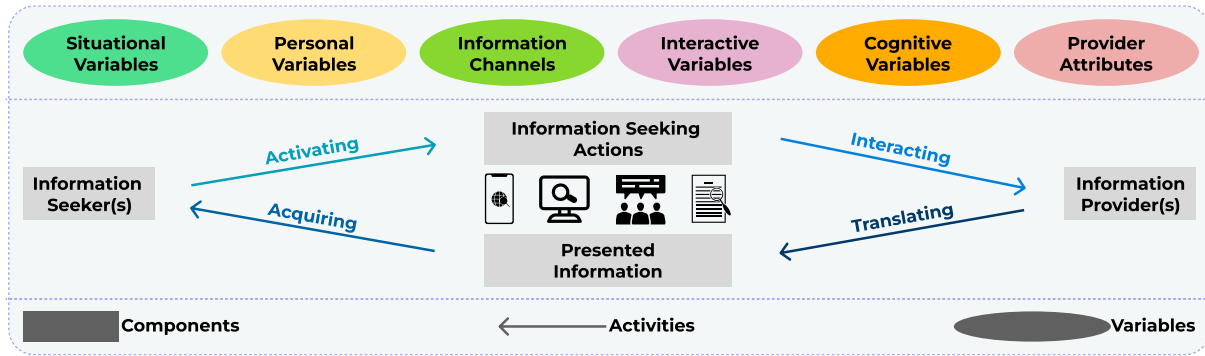 Situational
Variables
Personal
Variables
Information
Channels
Interactive
Variables
Cognitive
Variables
Provider
Attributes
Information
Seeker(s)
Activating
Acquiring
Information Seeking
Actions
Presented
Information
Interacting
Translating
Information
Provider(s)
Components
Activities
Variables